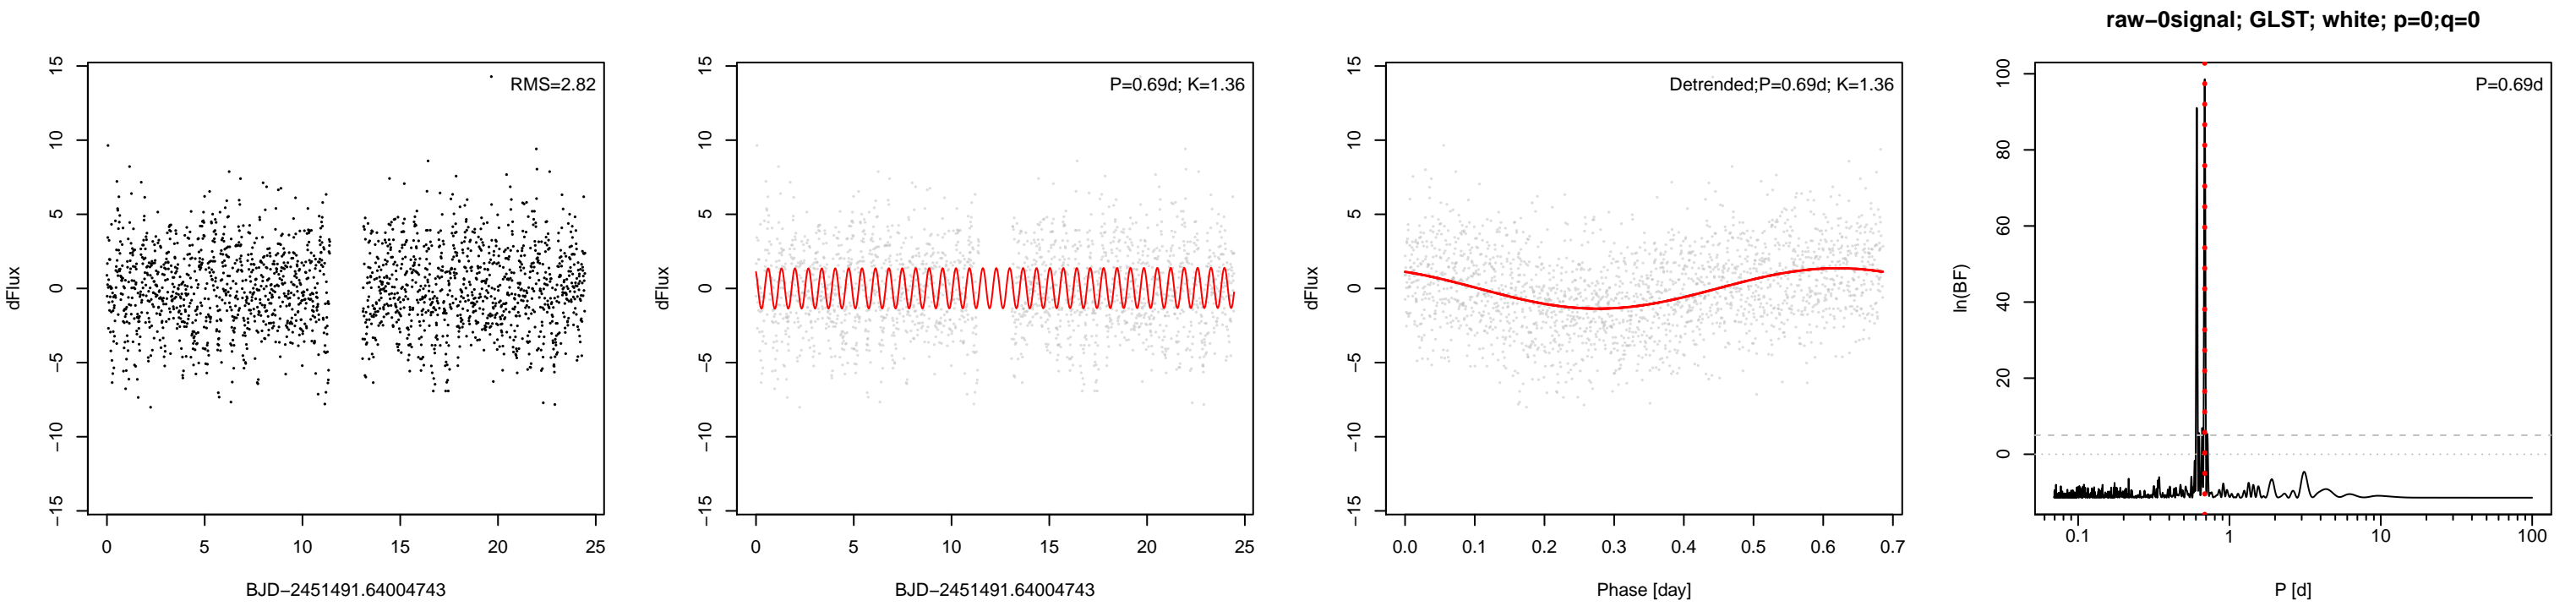 raw−0signal; GLST; white; p=0;q=0
RMS=2.82
15
10
5
0
−5
−10
−15
dFlux
0 5 10 15 20 25
BJD−2451491.64004743
P=0.69d; K=1.36
15
10
5
0
−5
−10
−15
dFlux
0 5 10 15 20 25
BJD−2451491.64004743
Detrended;P=0.69d; K=1.36
15
10
5
0
−5
−10
−15
dFlux
0.0 0.1 0.2 0.3 0.4 0.5 0.6 0.7
Phase [day]
P=0.69d
100
80
60
40
20
0
ln(BF)
0.1 1 10 100
P [d]